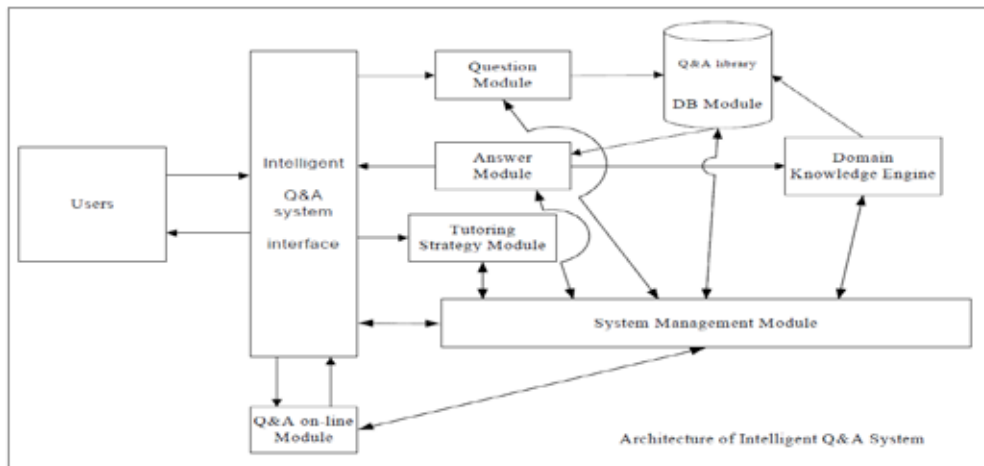 Users
Intelligent
Q&A
system
interface
Question
Module
Q&A library
DB Module
Answer
Module
Domain
Knowledge Engine
Tutoring
Strategy Module
System Management Module
Q&A on-line
Module
Architecture of Intelligent Q&A System